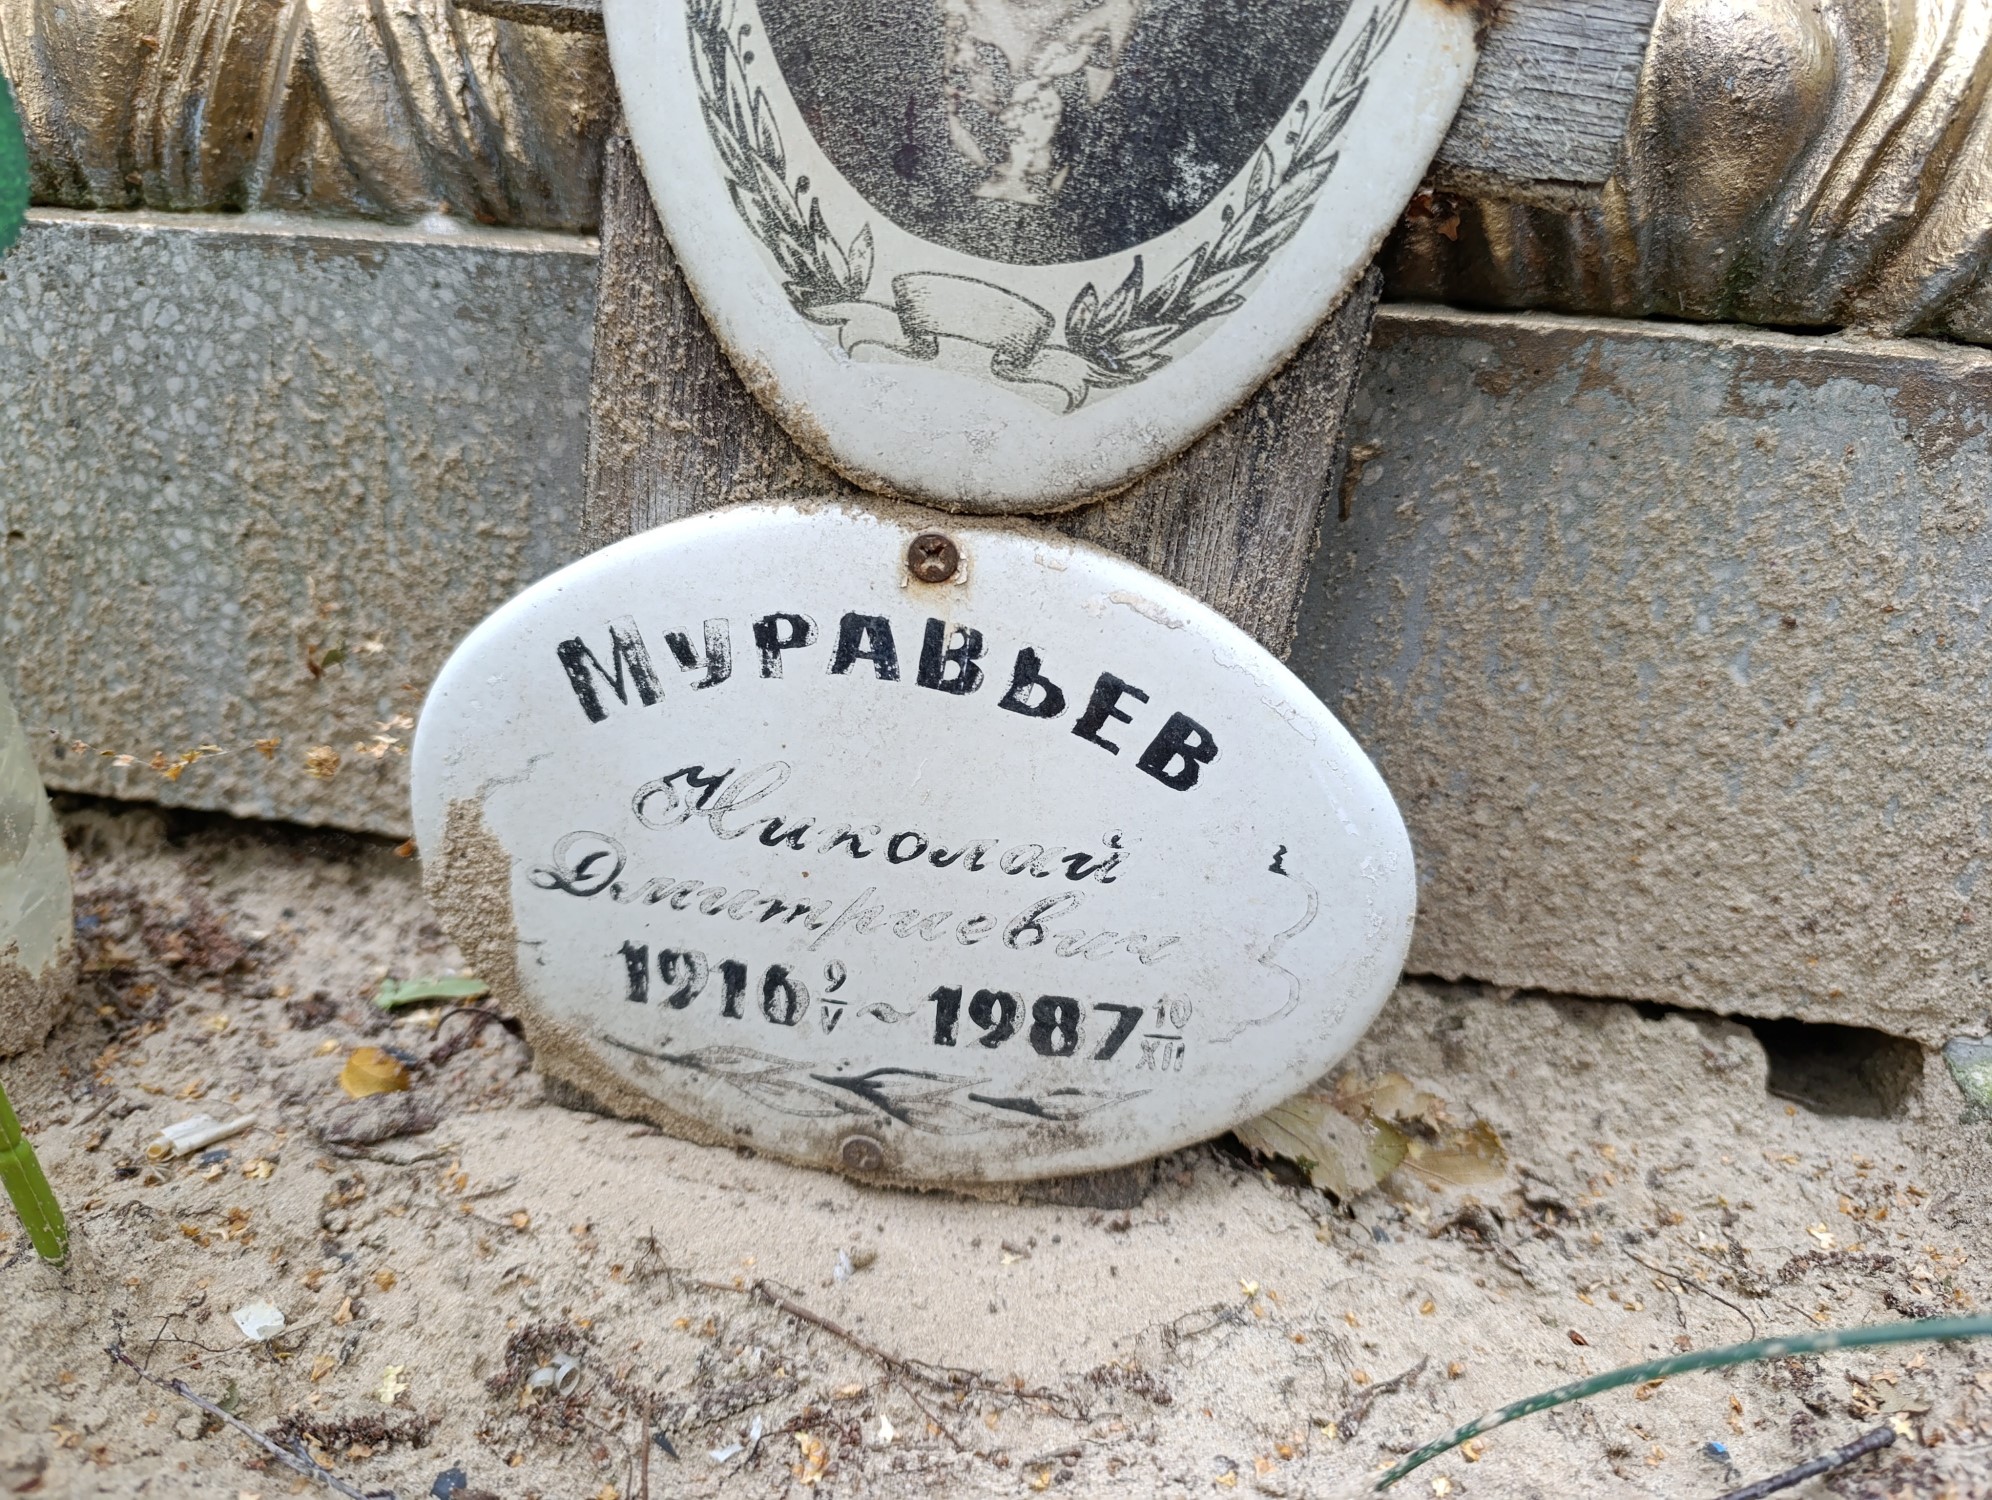 МУРАВЬЕВ
Николай
Дмитриевич
1910 9/V ~ 1987 10/XII